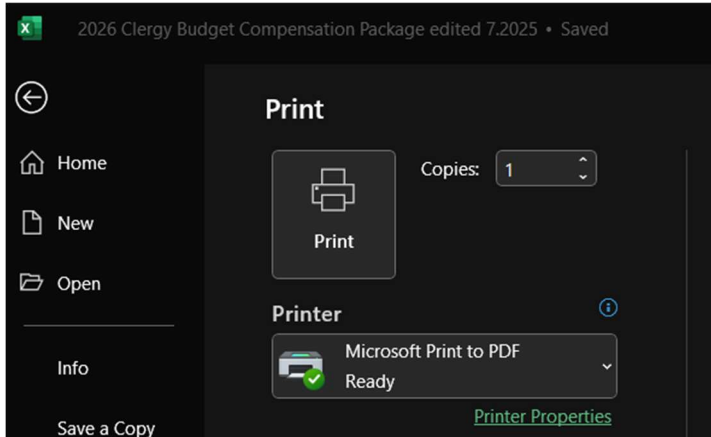 2026 Clergy Budget Compensation Package edited 7.2025 • Saved
Print
Home
New
Open
Info
Save a Copy
Copies: 1
Print
Printer
Microsoft Print to PDF
Ready
Printer Properties